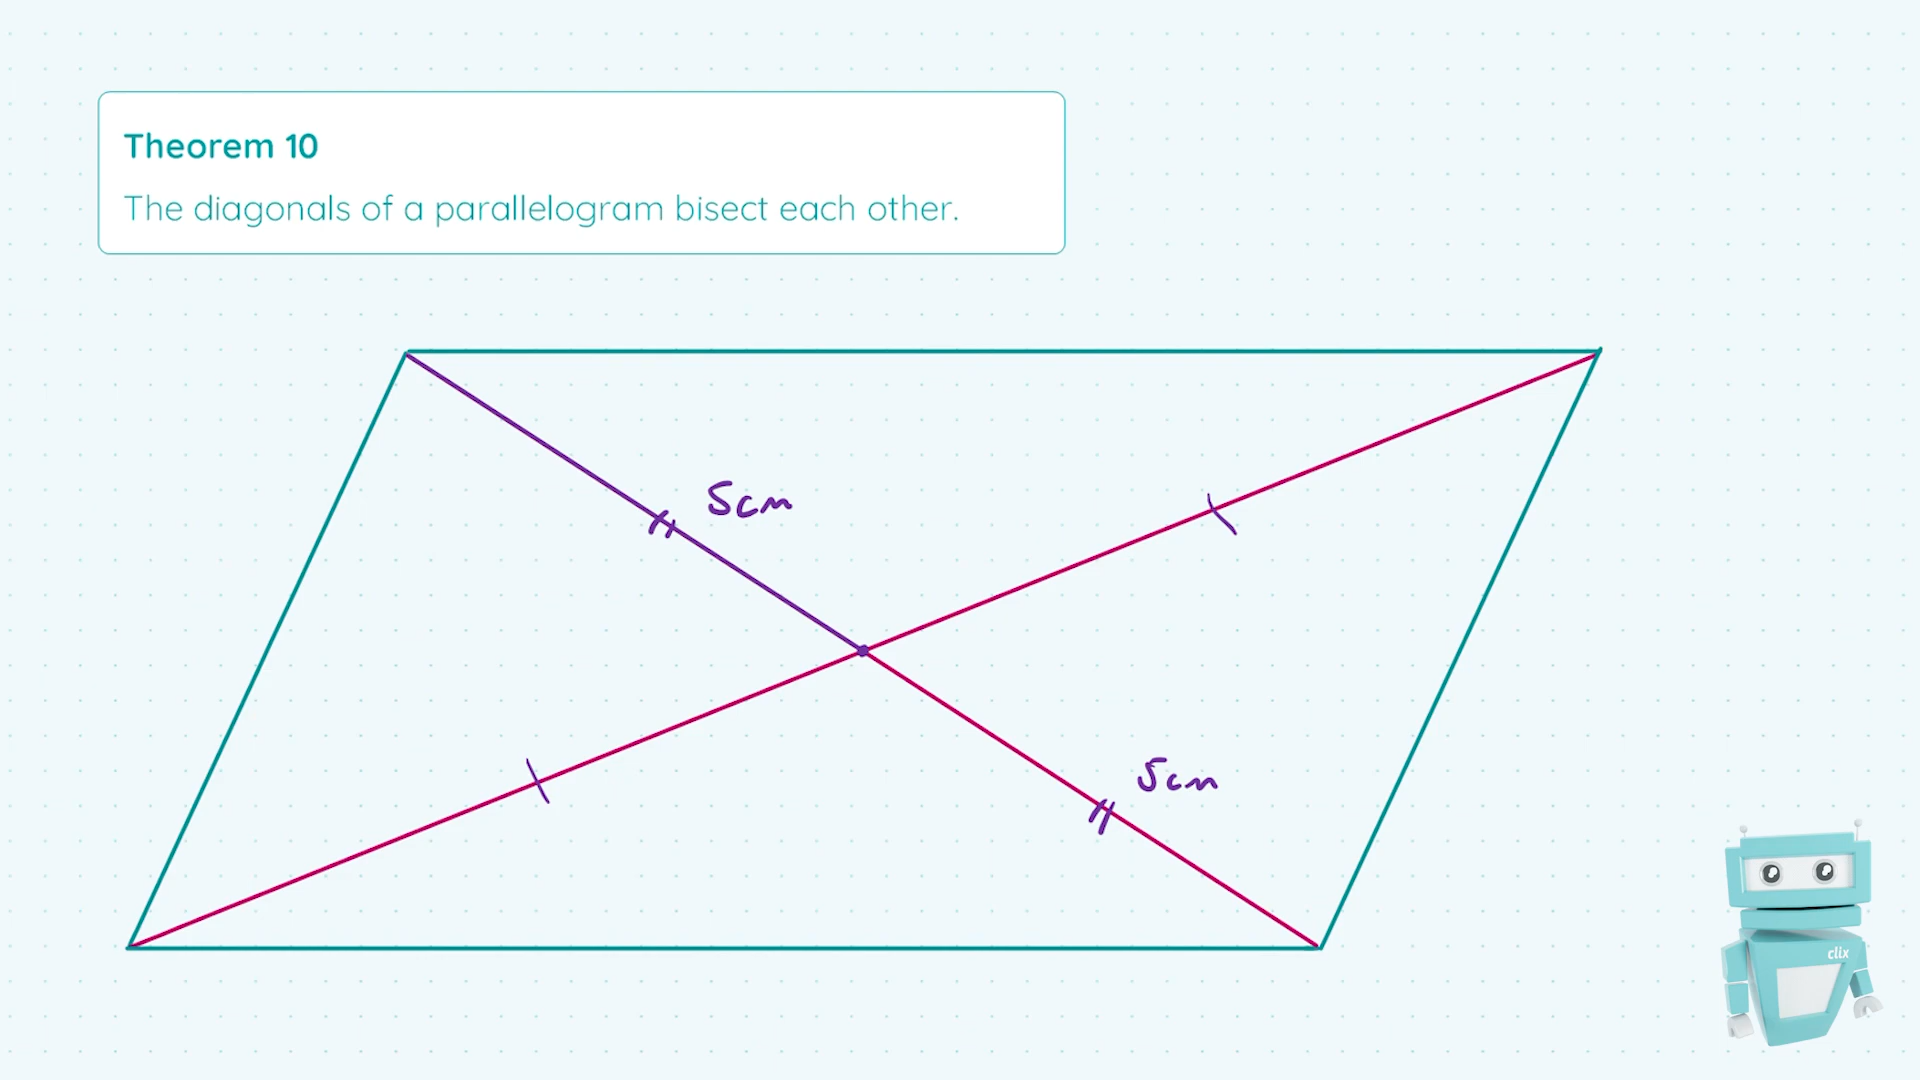 Theorem 10
The diagonals of a parallelogram bisect each other.
5cm
5cm
clix